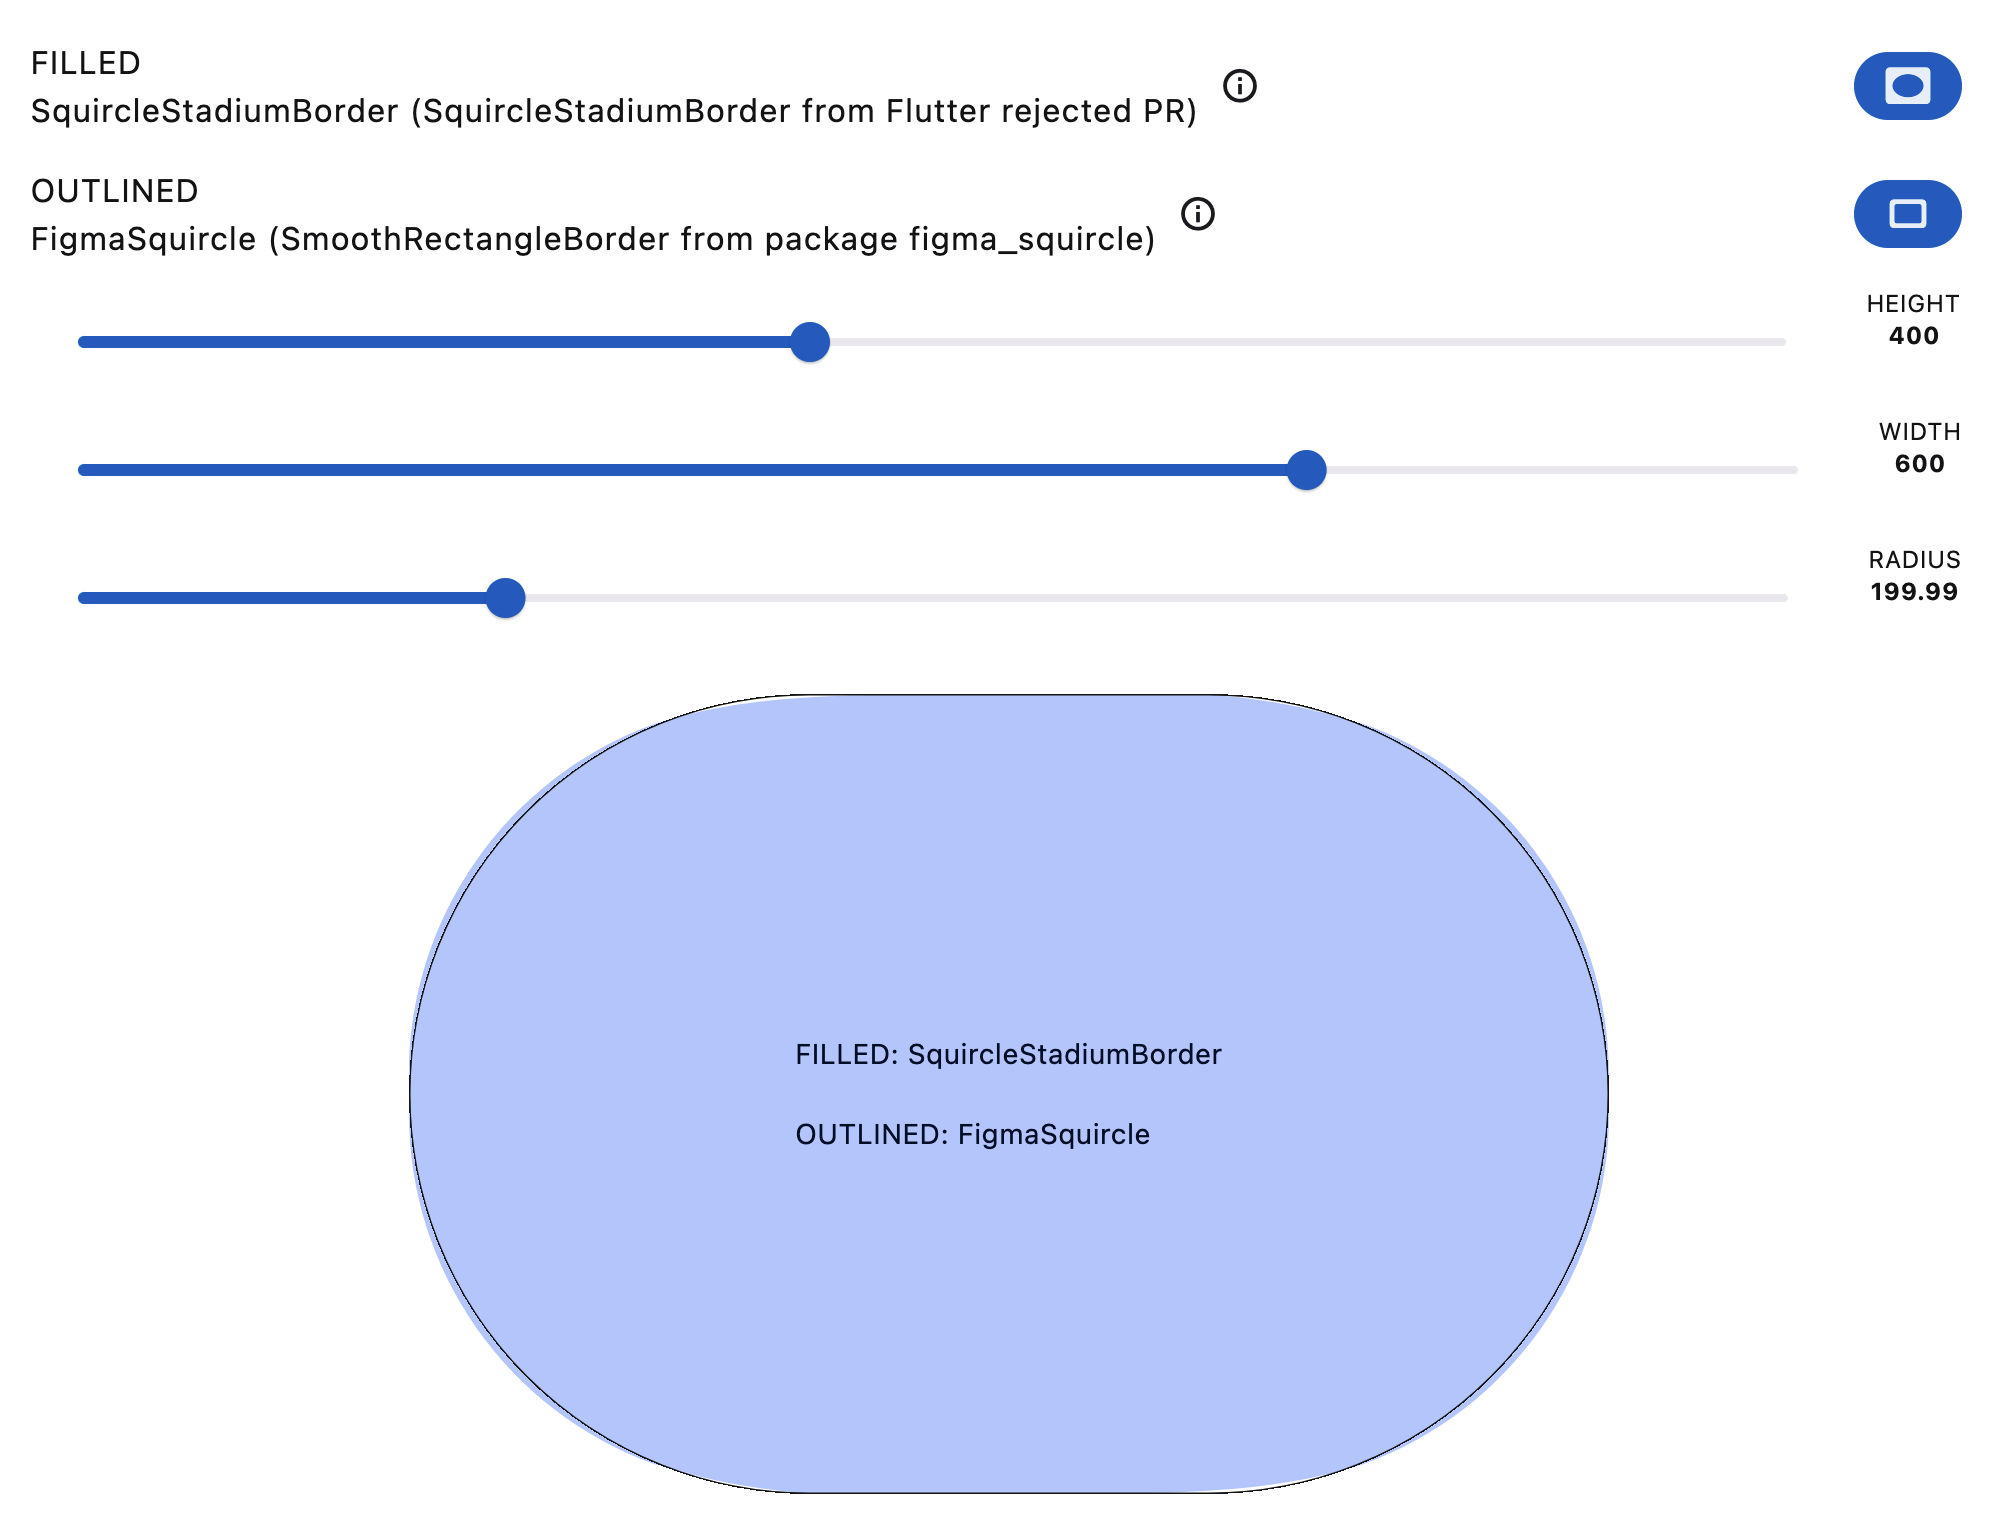 FILLED
SquircleStadiumBorder (SquircleStadiumBorder from Flutter rejected PR)
OUTLINED
FigmaSquircle (SmoothRectangleBorder from package figma_squircle)
HEIGHT
400
WIDTH
600
RADIUS
199.99
FILLED: SquircleStadiumBorder
OUTLINED: FigmaSquircle